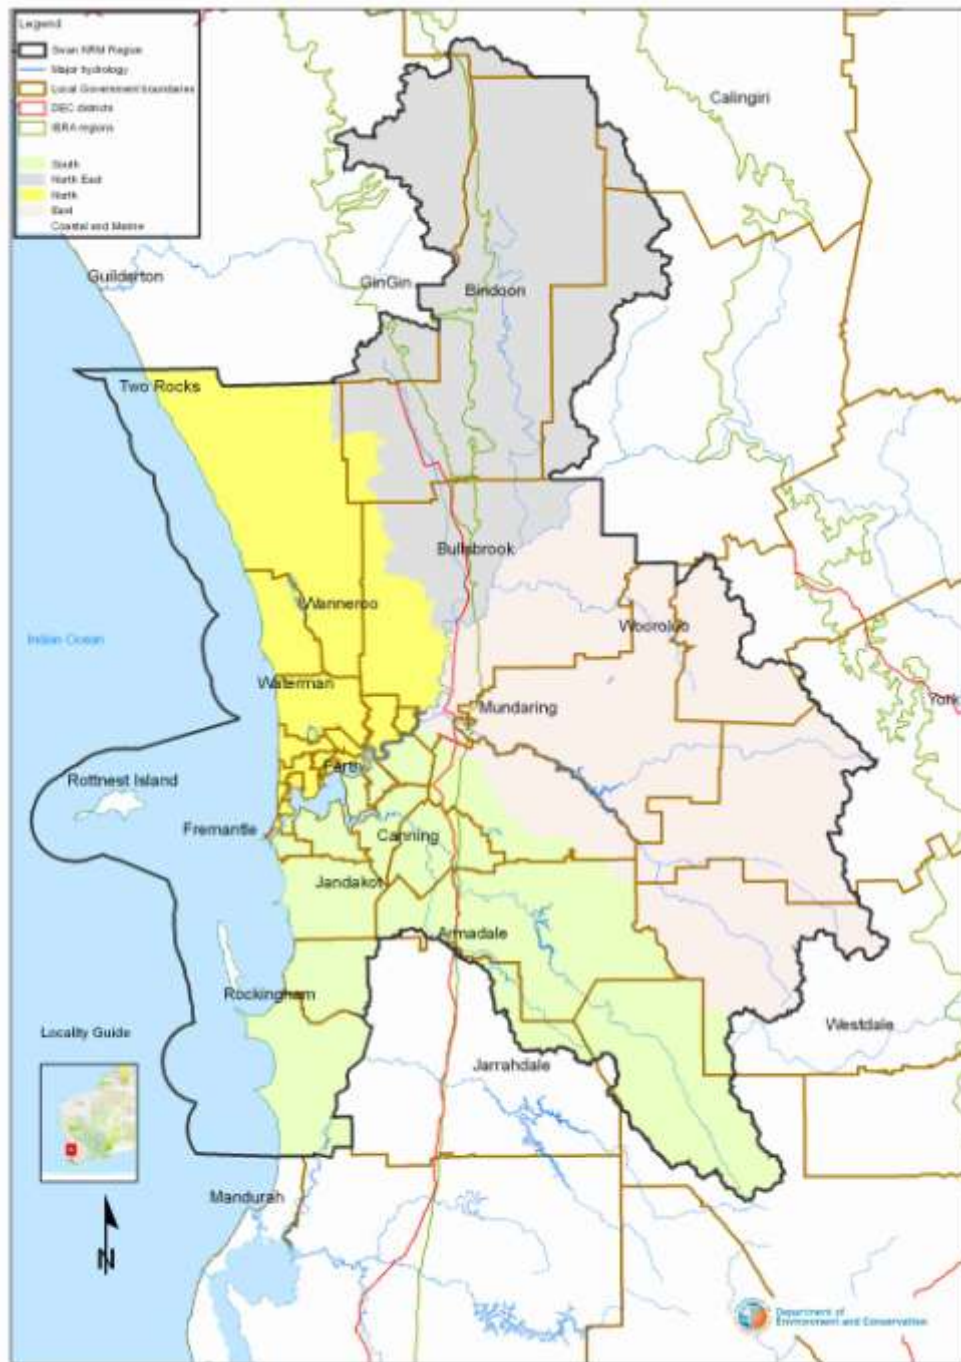 Legend
Swan NRM Region
Major hydrology
Local Government boundaries
DEC districts
IBRA regions
South
North East
North
East
Coastal and Marine
Calingiri
Guilderton
GinGin
Bindoon
Two Rocks
Bullsbrook
Wanneroo
Wooroloo
Indian Ocean
Waterman
Mundaring
York
Perth
Rottnest Island
Fremantle
Canning
Jandakot
Armadale
Rockingham
Westdale
Locality Guide
Jarrahdale
Mandurah
N
Department of
Environment and Conservation